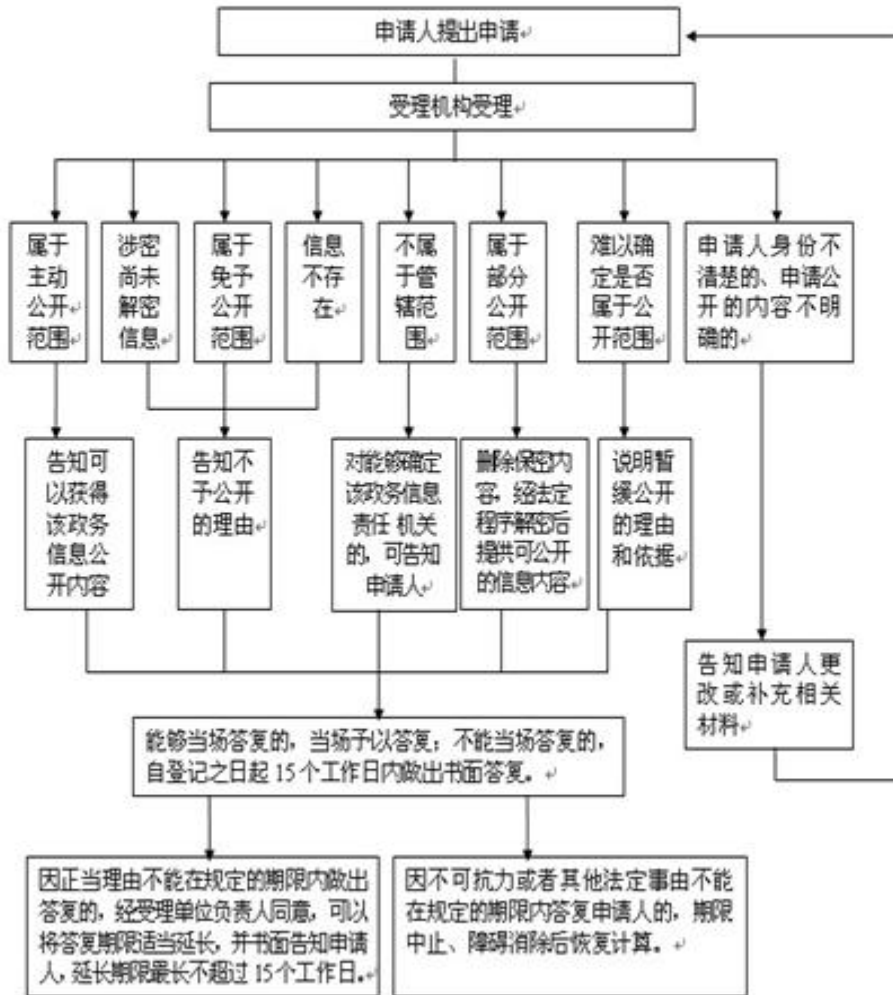 申请人提出申请
受理机构受理
属于
主动
公开
范围
涉密
尚未
解密
信息
属于
免予
公开
范围
信息
不存
在
不属
于管
辖范
围
属于
部分
公开
范围
难以确
定是否
属于公
开范围
申请人身份不
清楚的、申请公
开的内容不明
确的
告知可
以获得
该政务
信息公
开内容
告知不
予公开
的理由
对能够确定
该政务信息
责任 机关
的，可告知
申请人
删除保密内
容，经法定
程序解密后
提供可公开
的信息内容
说明暂
缓公开
的理由
和依据
告知申请人更
改或补充相关
材料
能够当场答复的，当场予以答复；不能当场答复的，
自登记之日起 15 个工作日内做出书面答复。
因正当理由不能在规定的期限内做出
答复的，经受理单位负责人同意，可以
将答复期限适当延长，并书面告知申请
人，延长期限最长不超过 15 个工作日。
因不可抗力或者其他法定事由不能
在规定的期限内答复申请人的，期限
中止、障碍消除后恢复计算。